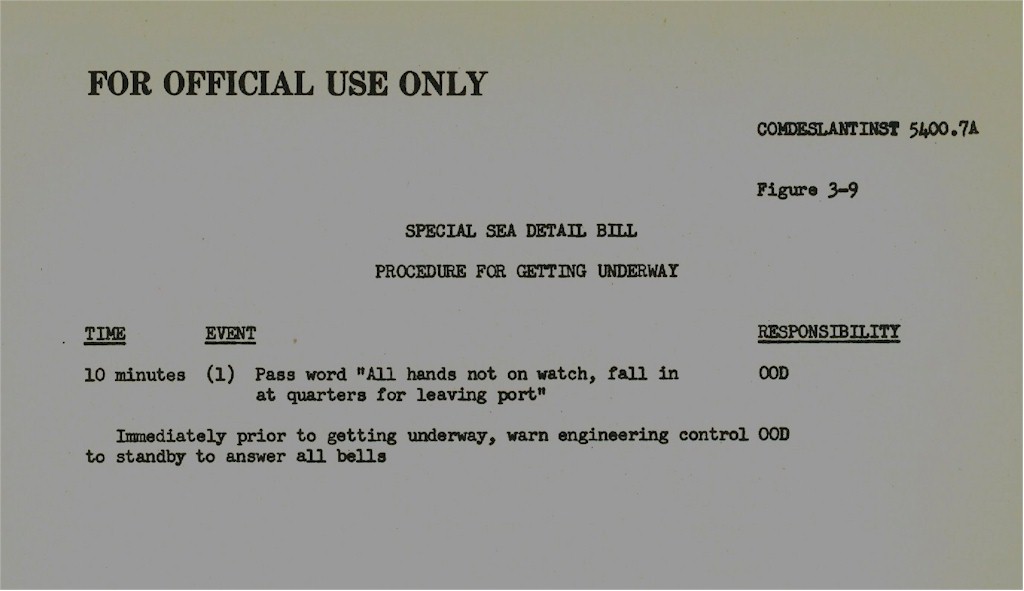 FOR OFFICIAL USE ONLY
COMDESLANTINST 5400.7A
Figure 3-9
SPECIAL SEA DETAIL BILL
PROCEDURE FOR GETTING UNDERWAY
TIME EVENT RESPONSIBILITY
10 minutes (1) Pass word "All hands not on watch, fall in OOD
at quarters for leaving port"
Immediately prior to getting underway, warn engineering control OOD
to standby to answer all bells